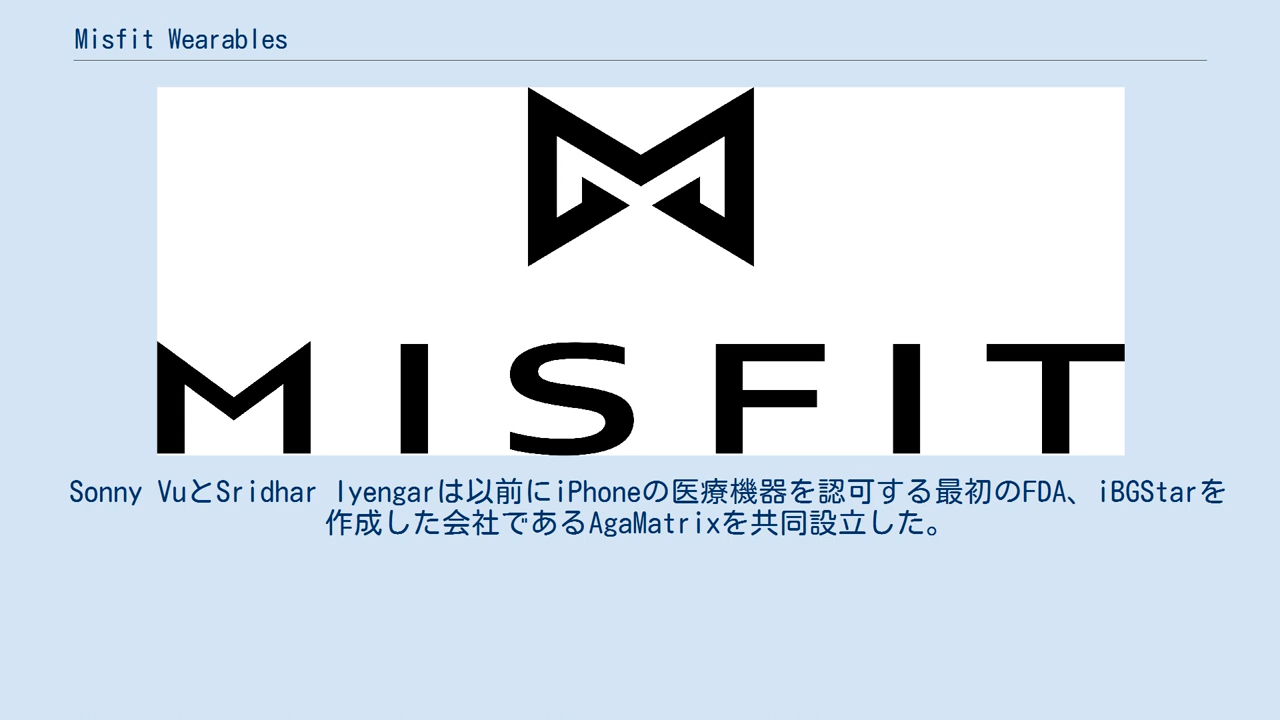 Misfit Wearables
MISFIT
Sonny VuとSridhar Iyengarは以前にiPhoneの医療機器を認可する最初のFDA、iBGStarを
作成した会社であるAgaMatrixを共同設立した。